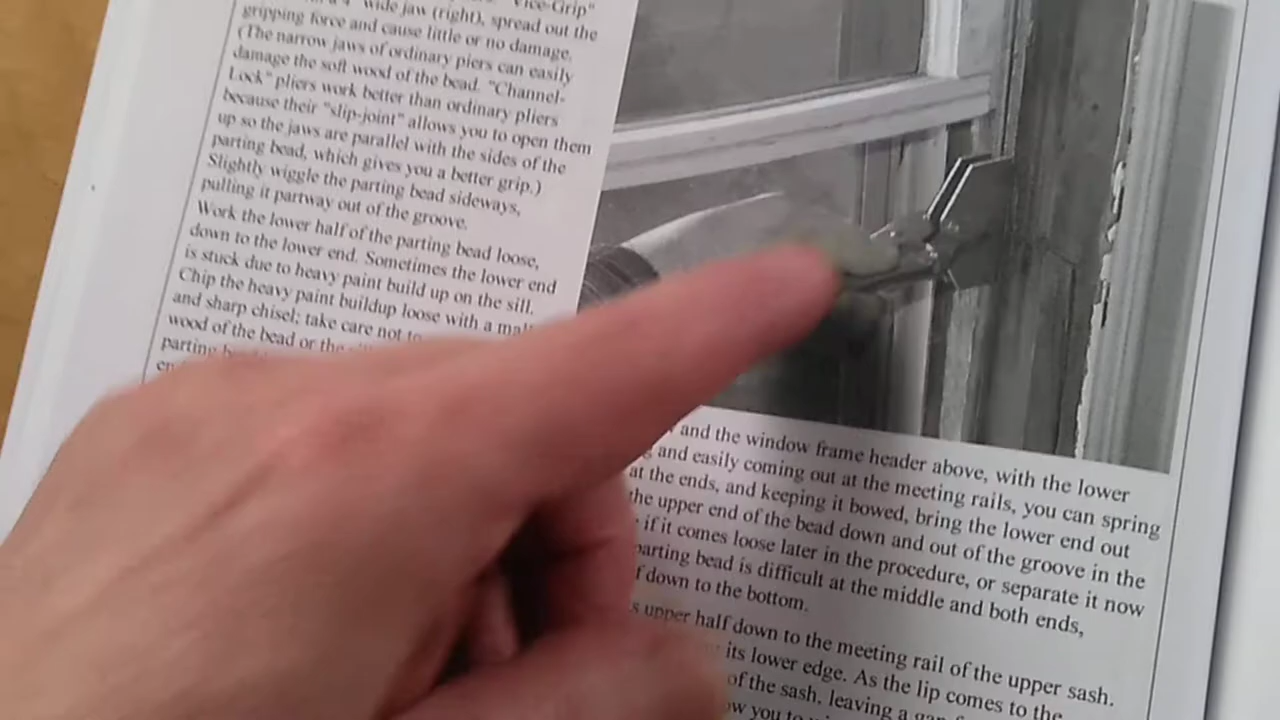 Vice-Grip"
wide jaw (right), spread out the
gripping force and cause little or no damage.
(The narrow jaws of ordinary piers can easily
damage the soft wood of the bead. "Channel-
Lock" pliers work better than ordinary pliers
because their "slip-joint" allows you to open them
up so the jaws are parallel with the sides of the
parting bead, which gives you a better grip.)
Slightly wiggle the parting bead sideways,
pulling it partway out of the groove.
Work the lower half of the parting bead loose,
down to the lower end. Sometimes the lower end
is stuck due to heavy paint build up on the sill.
Chip the heavy paint buildup loose with a
and sharp chisel; take care not to
wood of the bead or the
parting
and the window frame header above, with the lower
and easily coming out at the meeting rails, you can spring
at the ends, and keeping it bowed, bring the lower end out
the upper end of the bead down and out of the groove in the
if it comes loose later in the procedure, or separate it now
parting bead is difficult at the middle and both ends,
down to the bottom.
upper half down to the meeting rail of the upper sash.
its lower edge. As the lip comes to the
of the sash, leaving a gap
you to